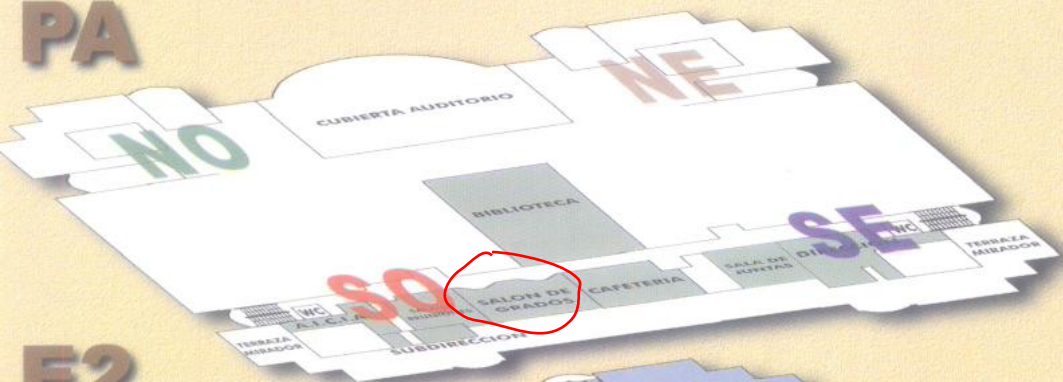 PA
NE
CUBIERTA AUDITORIO
NO
BIBLIOTECA
SE
WC
TERRAZA
MIRADOR
SALA DE
JUNTAS
SO
SALON DE
GRADOS
CAFETERIA
WC
A.I.C.I.A.
TERRAZA
MIRADOR
SUBDIRECCION
E2